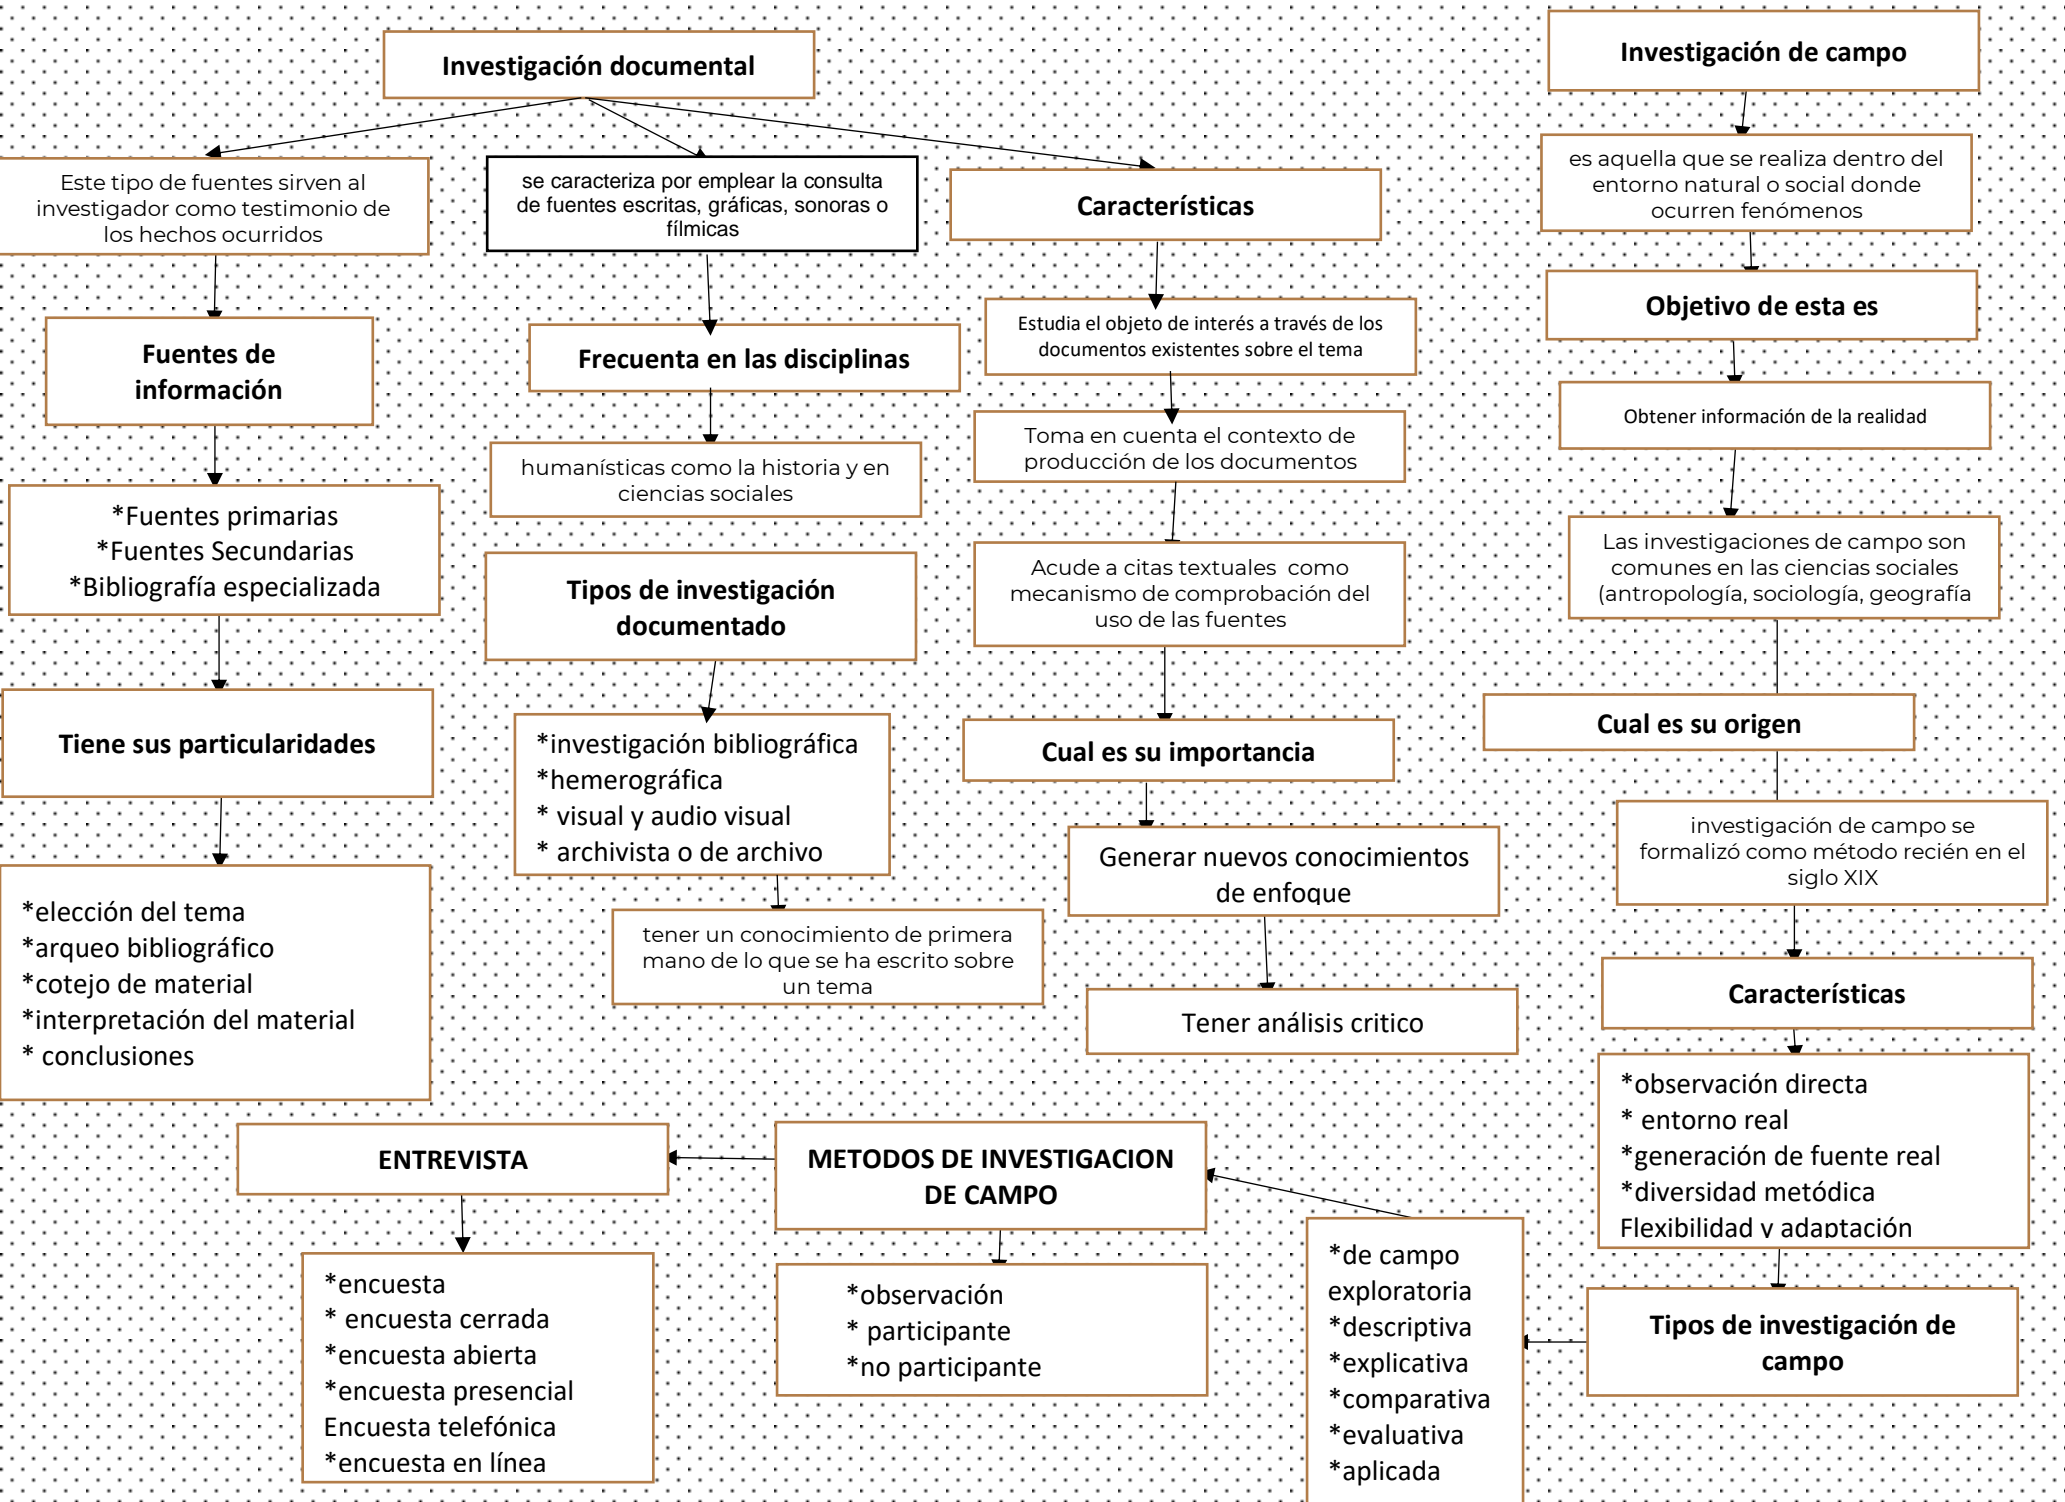 Investigación documental
Este tipo de fuentes sirven al
investigador como testimonio de
los hechos ocurridos
Fuentes de
información
*Fuentes primarias
*Fuentes Secundarias
*Bibliografía especializada
Tiene sus particularidades
*elección del tema
*arqueo bibliográfico
*cotejo de material
*interpretación del material
* conclusiones
se caracteriza por emplear la consulta
de fuentes escritas, gráficas, sonoras o
fílmicas
Frecuenta en las disciplinas
humanísticas como la historia y en
ciencias sociales
Tipos de investigación
documentado
*investigación bibliográfica
*hemerográfica
* visual y audio visual
* archivista o de archivo
tener un conocimiento de primera
mano de lo que se ha escrito sobre
un tema
Características
Estudia el objeto de interés a través de los
documentos existentes sobre el tema
Toma en cuenta el contexto de
producción de los documentos
Acude a citas textuales como
mecanismo de comprobación del
uso de las fuentes
Cual es su importancia
Generar nuevos conocimientos
de enfoque
Tener análisis critico
Investigación de campo
es aquella que se realiza dentro del
entorno natural o social donde
ocurren fenómenos
Objetivo de esta es
Obtener información de la realidad
Las investigaciones de campo son
comunes en las ciencias sociales
(antropología, sociología, geografía
Cual es su origen
investigación de campo se
formalizó como método recién en el
siglo XIX
Características
*observación directa
* entorno real
*generación de fuente real
*diversidad metódica
Flexibilidad y adaptación
Tipos de investigación de
campo
*de campo
exploratoria
*descriptiva
*explicativa
*comparativa
*evaluativa
*aplicada
METODOS DE INVESTIGACION
DE CAMPO
*observación
* participante
*no participante
ENTREVISTA
*encuesta
* encuesta cerrada
*encuesta abierta
*encuesta presencial
Encuesta telefónica
*encuesta en línea